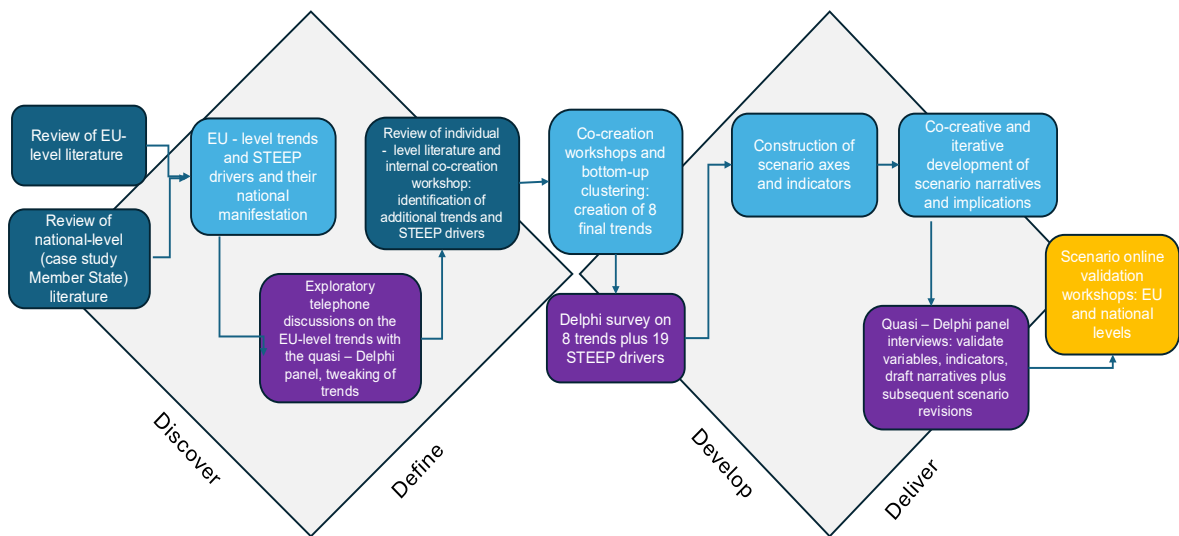 Review of EU-
level literature
Review of
national-level
(case study
Member State)
literature
EU - level trends
and STEEP
drivers and their
national
manifestation
Exploratory
telephone
discussions on the
EU-level trends with
the quasi – Delphi
panel, tweaking of
trends
Review of individual
- level literature and
internal co-creation
workshop:
identification of
additional trends and
STEEP drivers
Co-creation
workshops and
bottom-up
clustering:
creation of 8
final trends
Delphi survey on
8 trends plus 19
STEEP drivers
Construction of
scenario axes and
indicators
Co-creative and
iterative
development of
scenario narratives
and implications
Quasi – Delphi panel
interviews: validate
variables, indicators,
draft narratives plus
subsequent scenario
revisions
Scenario online
validation
workshops: EU
and national
levels
Discover
Define
Develop
Deliver